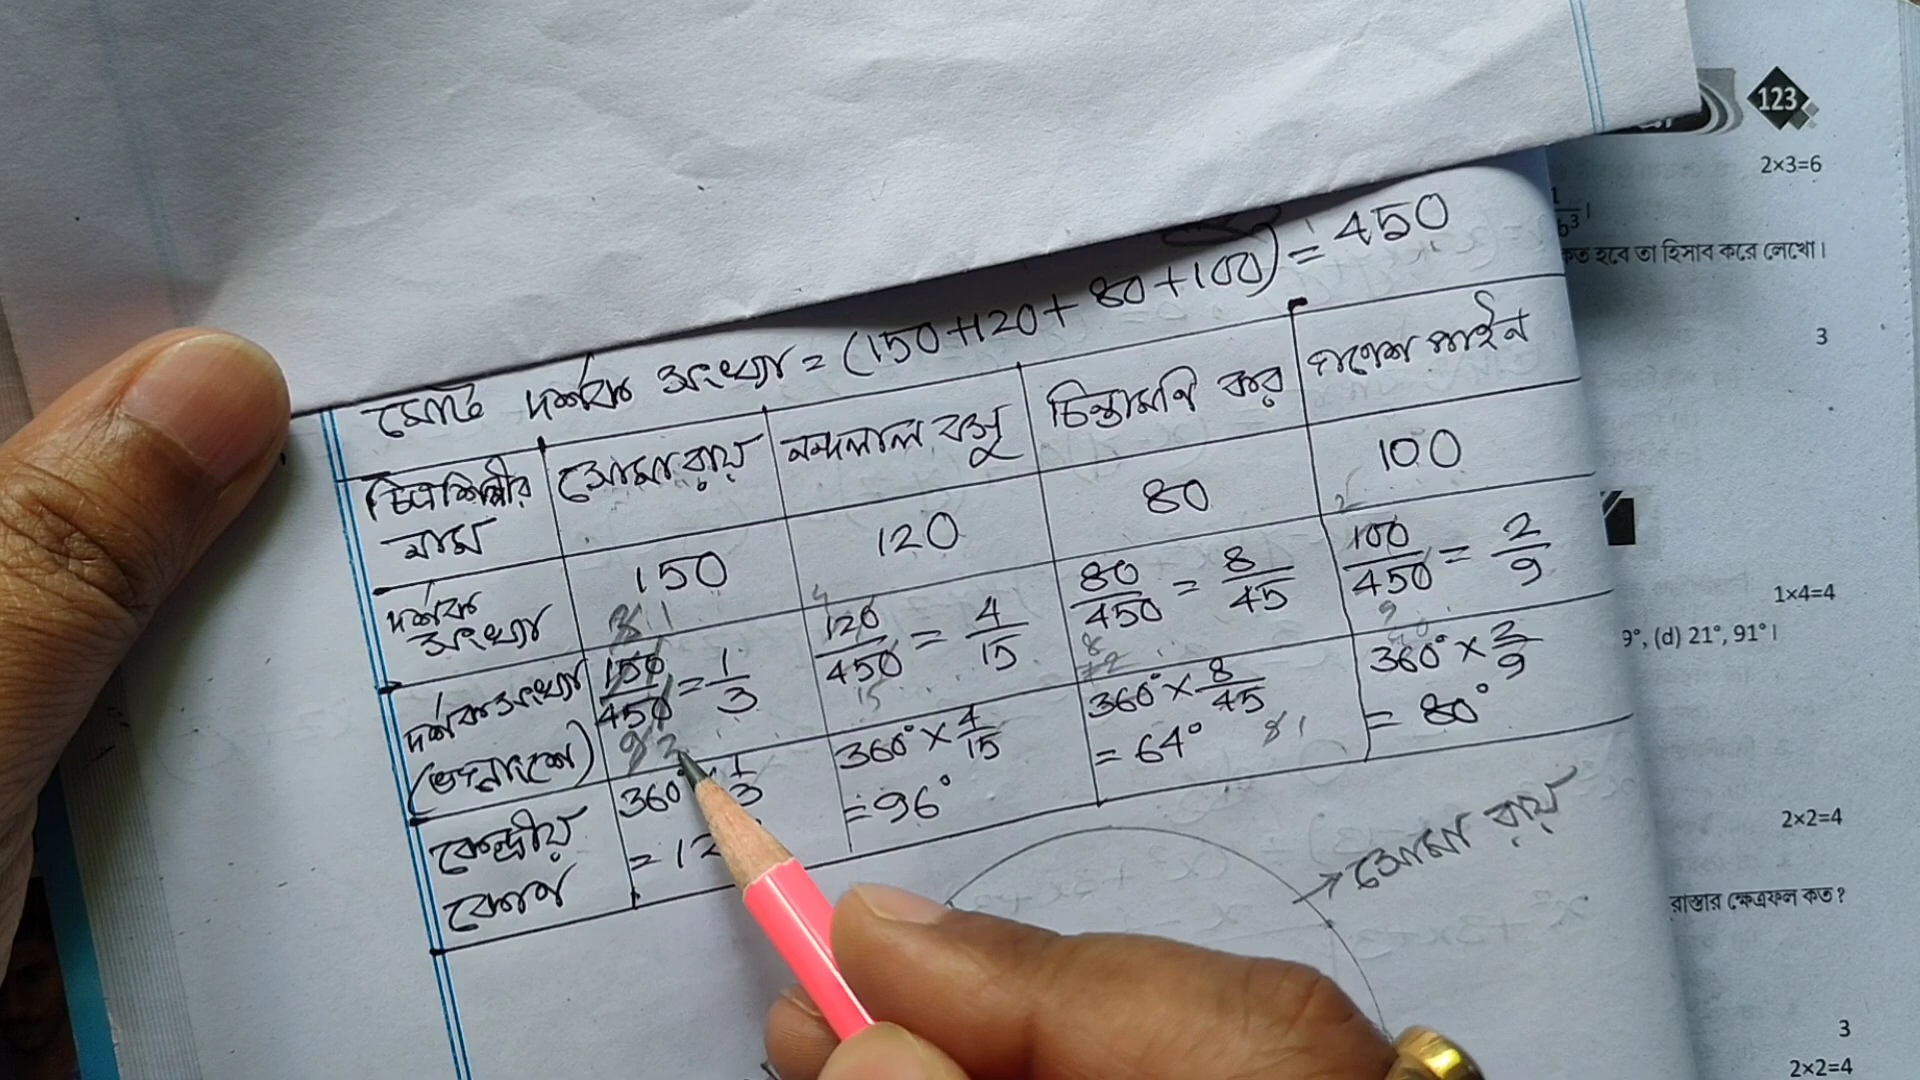 মোট দর্শক সংখ্যা = (150+120+80+100) = 450
চিত্রশিল্পীর নাম সোমা রায় নন্দলাল বসু চিন্তামণি কর গণেশ পাইন
দর্শক সংখ্যা 150 120 80 100
দর্শক সংখ্যা (ভগ্নাংশে) 150/450 = 1/3 120/450 = 4/15 80/450 = 8/45 100/450 = 2/9
কেন্দ্রীয় কোণ 360° 1/3 360° × 4/15 360° × 8/45 360° × 2/9
= 12 = 96° = 64° = 80°
সোমা রায়
123
2×3=6
কত হবে তা হিসাব করে লেখো।
3
1×4=4
9°, (d) 21°, 91°।
2×2=4
রাস্তার ক্ষেত্রফল কত?
3
2×2=4